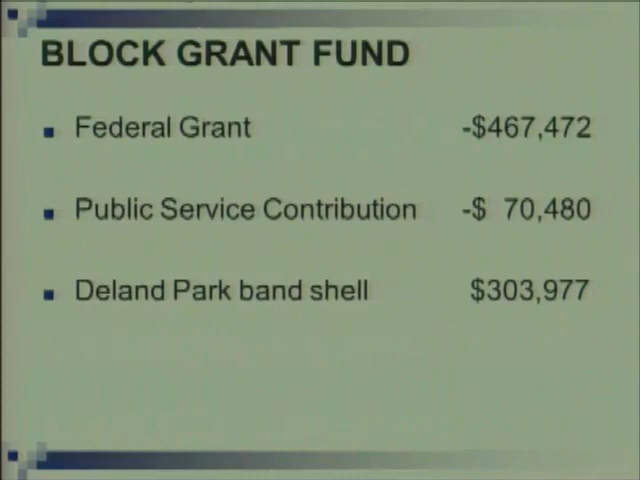 BLOCK GRANT FUND
Federal Grant -$467,472
Public Service Contribution -$ 70,480
Deland Park band shell $303,977